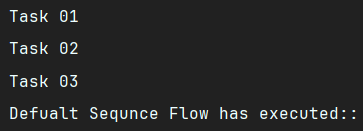 Task 01
Task 02
Task 03
Defualt Sequnce Flow has executed::